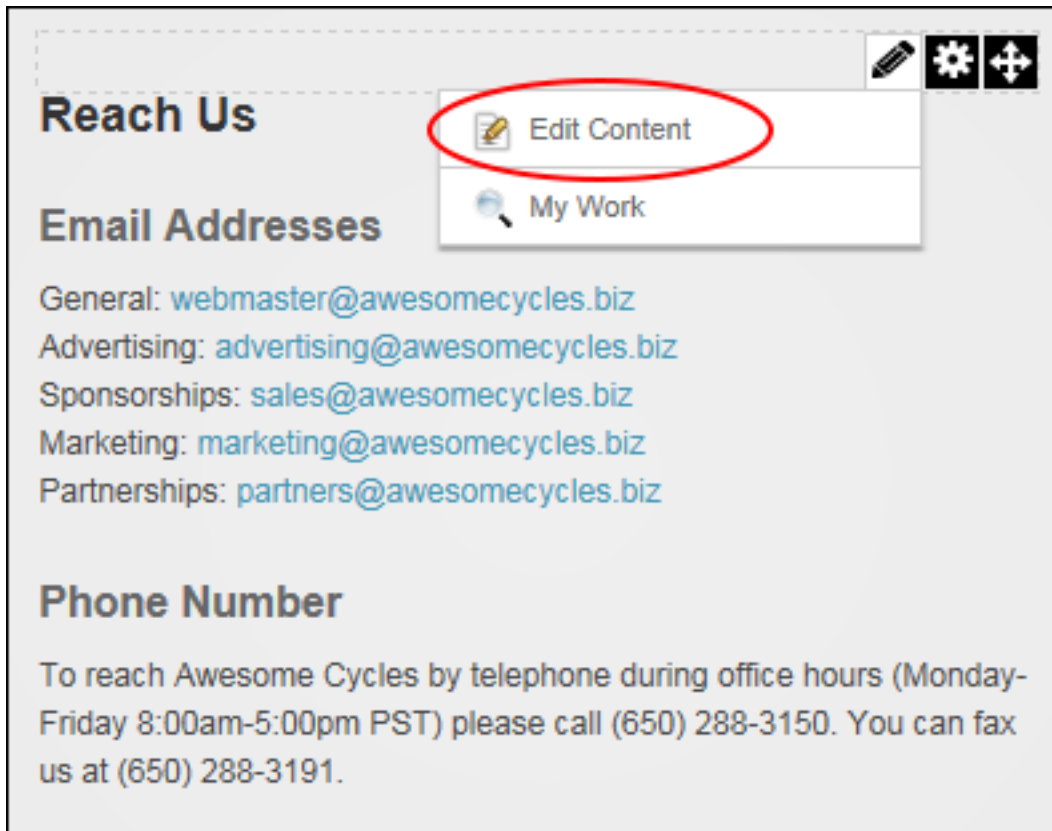 Reach Us
Edit Content
My Work
Email Addresses
General: webmaster@awesomecycles.biz
Advertising: advertising@awesomecycles.biz
Sponsorships: sales@awesomecycles.biz
Marketing: marketing@awesomecycles.biz
Partnerships: partners@awesomecycles.biz
Phone Number
To reach Awesome Cycles by telephone during office hours (Monday-
Friday 8:00am-5:00pm PST) please call (650) 288-3150. You can fax
us at (650) 288-3191.